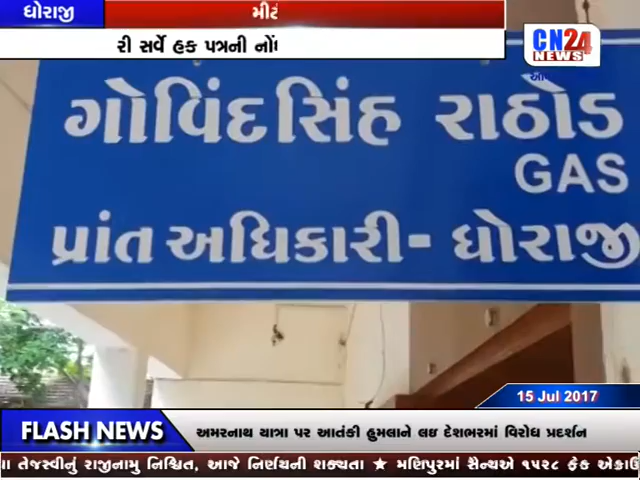 ધોરાજી
રી સર્વે હક પત્રની
CN24
NEWS
ગોવિંદસિંહ રાઠોડ
GAS
પ્રાંત અધિકારી - ધોરાજી
15 Jul 2017
FLASH NEWS
અમરનાથ યાત્રા પર આતંકી હુમલાને લઇ દેશભરમાં વિરોધ પ્રદર્શન
તેજસ્વીનું રાજીનામુ નિશ્ચિત, આજે નિર્ણયની શક્યતા ★ મણિપુરમાં સૈન્યએ ૧૫૨૮ ફેક